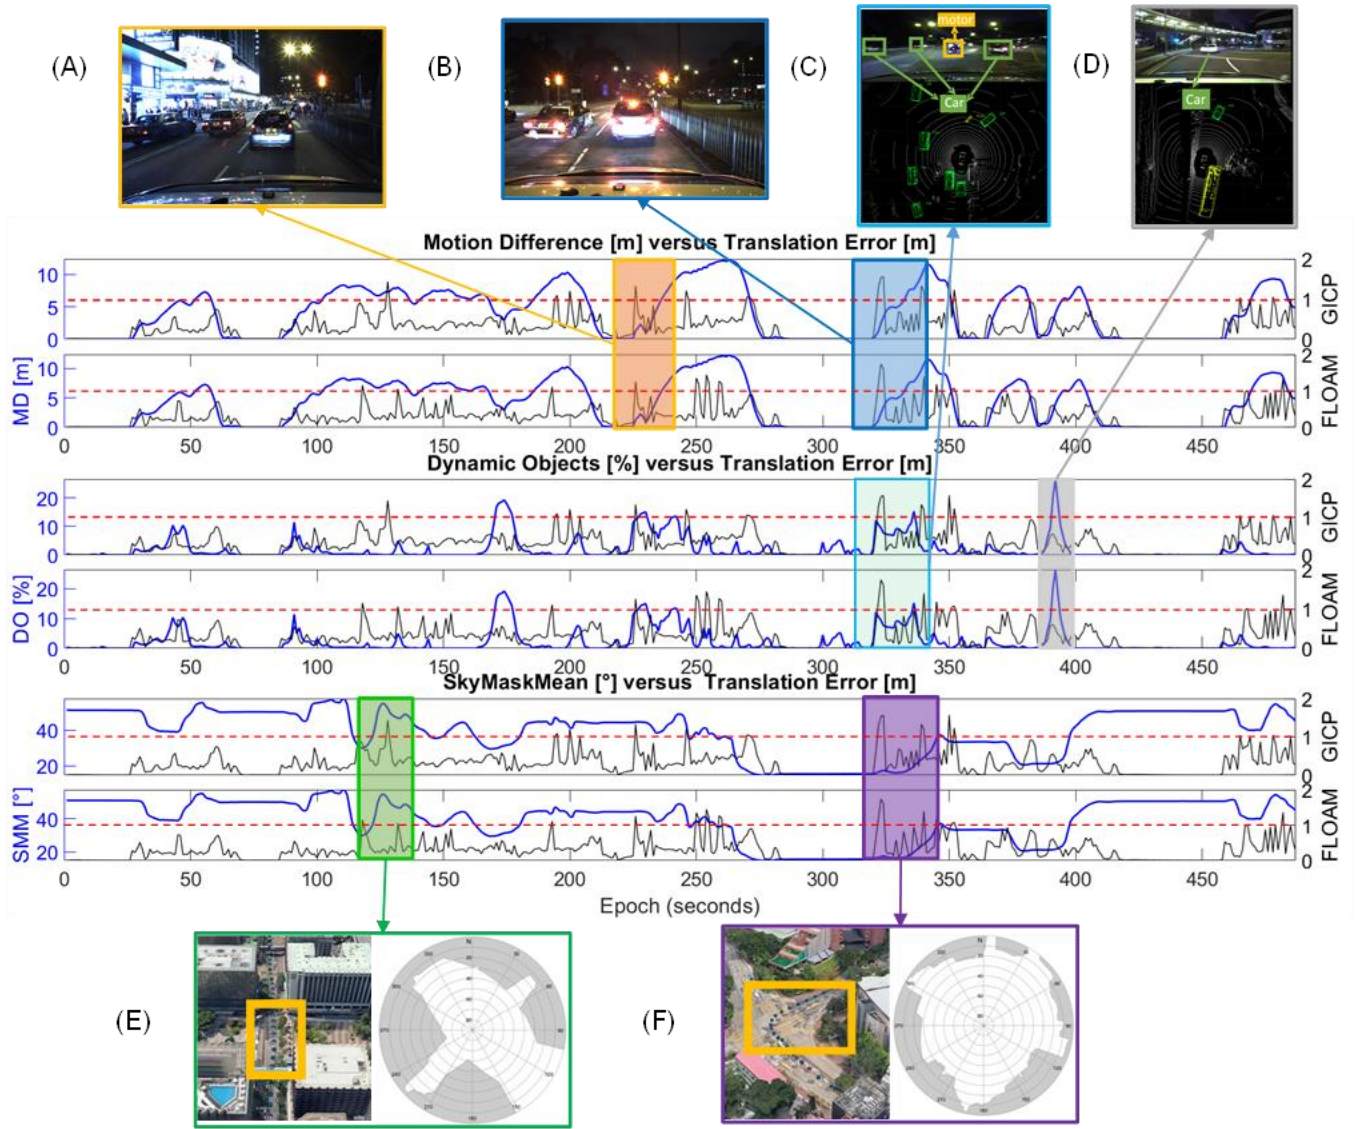 (A)
(B)
(C)
(D)
motor
Car
Car
Motion Difference [m] versus Translation Error [m]
10
5
0
2
1
0
GICP
MD [m]
10
5
0
2
1
0
FLOAM
0 50 100 150 200 250 300 350 400 450
Dynamic Objects [%] versus Translation Error [m]
20
10
0
2
1
0
GICP
DO [%]
20
10
0
2
1
0
FLOAM
0 50 100 150 200 250 300 350 400 450
SkyMaskMean [°] versus Translation Error [m]
40
20
2
1
0
GICP
SMM [°]
40
20
2
1
0
FLOAM
0 50 100 150 200 250 300 350 400 450
Epoch (seconds)
(E)
N
(F)
N